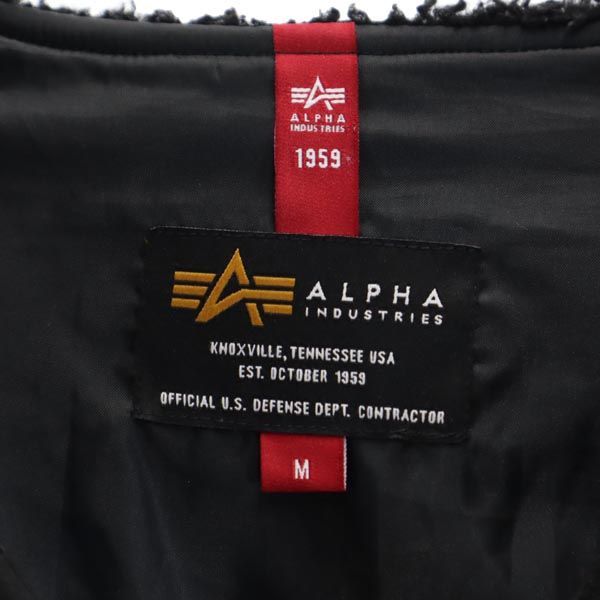 ALPHA
INDUSTRIES
1959
ALPHA
INDUSTRIES
KNOXVILLE, TENNESSEE USA
EST. OCTOBER 1959
OFFICIAL U.S. DEFENSE DEPT. CONTRACTOR
M